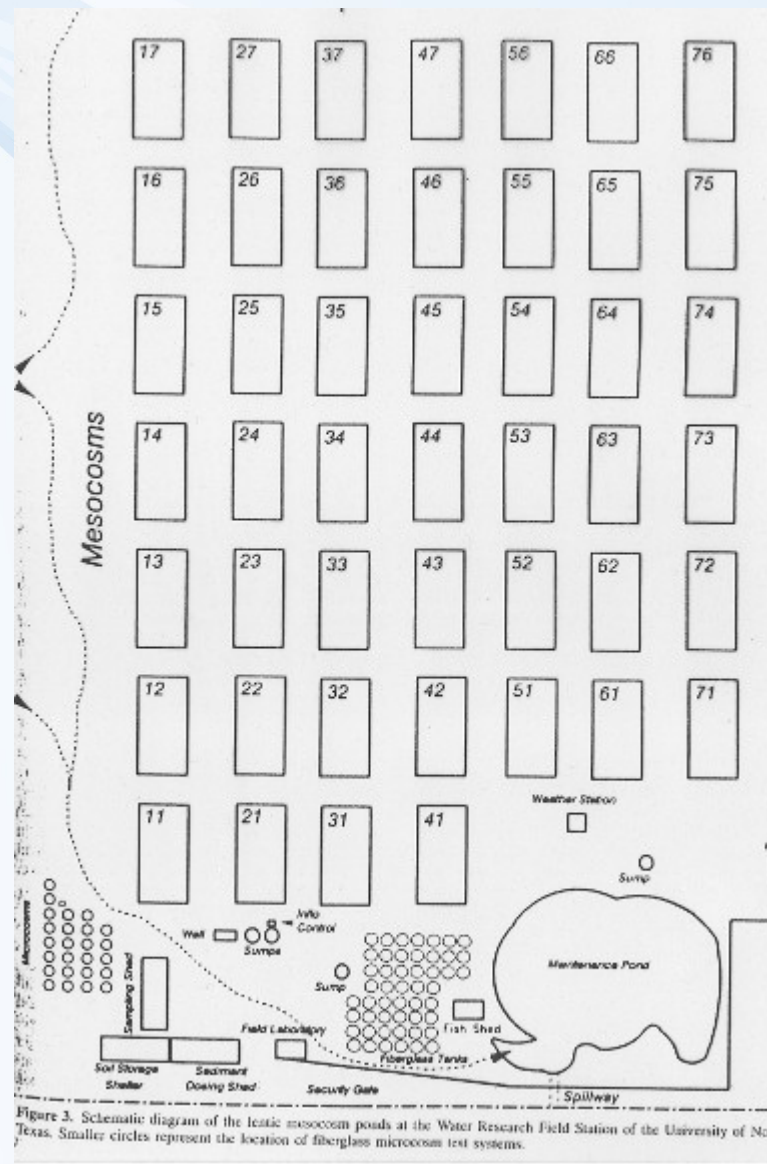 17 27 37 47 56 66 76
16 26 36 46 55 65 75
15 25 35 45 54 64 74
14 24 34 44 53 63 73
Mesocosms
13 23 33 43 52 62 72
12 22 32 42 51 61 71
Weather Station
11 21 31 41
Sump
Microcosms
Inflo
Control
Well
Sumps
Maintenance Pond
Sampling Shed
Sump
Fish Shed
Field Laboratory
Fiberglass Tanks
Soil Storage
Shelter
Sediment
Dosing Shed
Security Gate
Spillway
Figure 3. Schematic diagram of the lentic mesocosm ponds at the Water Research Field Station of the University of No
Texas. Smaller circles represent the location of fiberglass microcosm test systems.